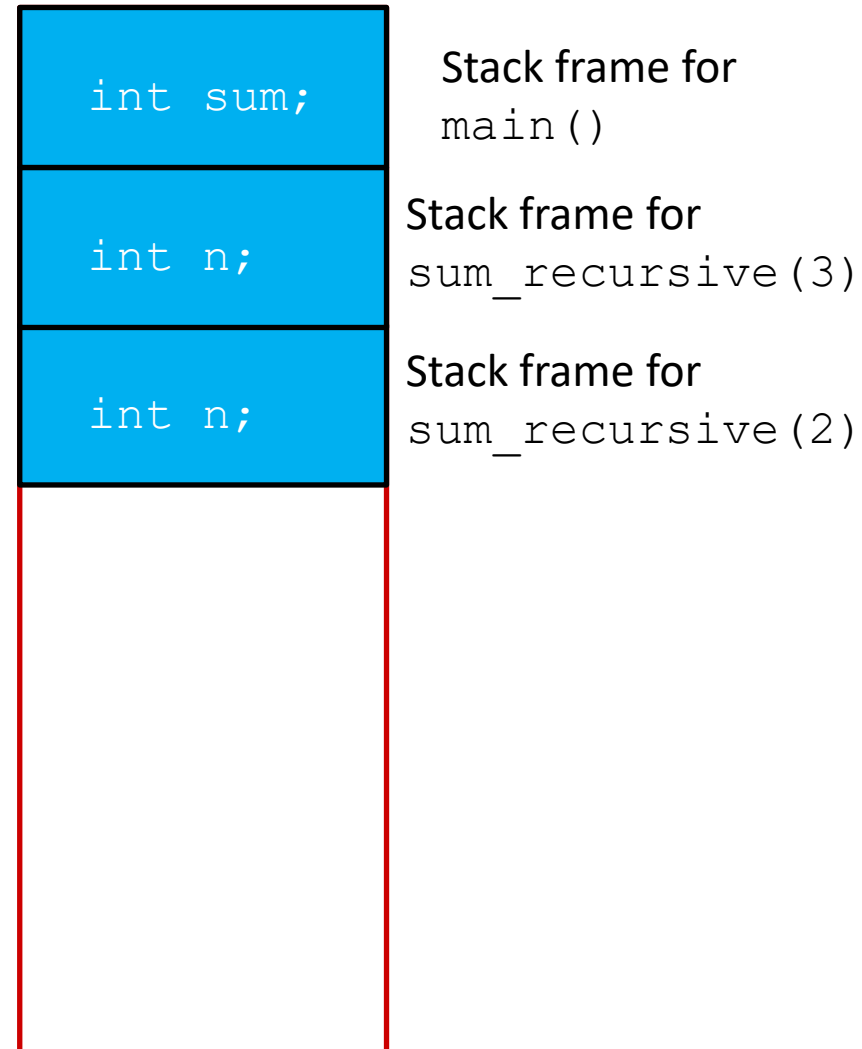 int sum;
Stack frame for
main()
int n;
Stack frame for
sum_recursive(3)
int n;
Stack frame for
sum_recursive(2)